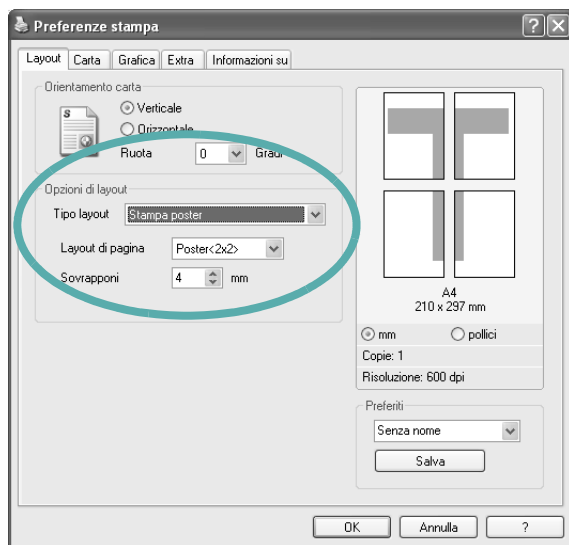 Preferenze stampa
Layout Carta Grafica Extra Informazioni su
Orientamento carta
S
Verticale
Orizzontale
Ruota 0 Gradi
Opzioni di layout
Tipo layout Stampa poster
Layout di pagina Poster<2x2>
Sovrapponi 4 mm
A4
210 x 297 mm
mm pollici
Copie: 1
Risoluzione: 600 dpi
Preferiti
Senza nome
Salva
OK Annulla ?